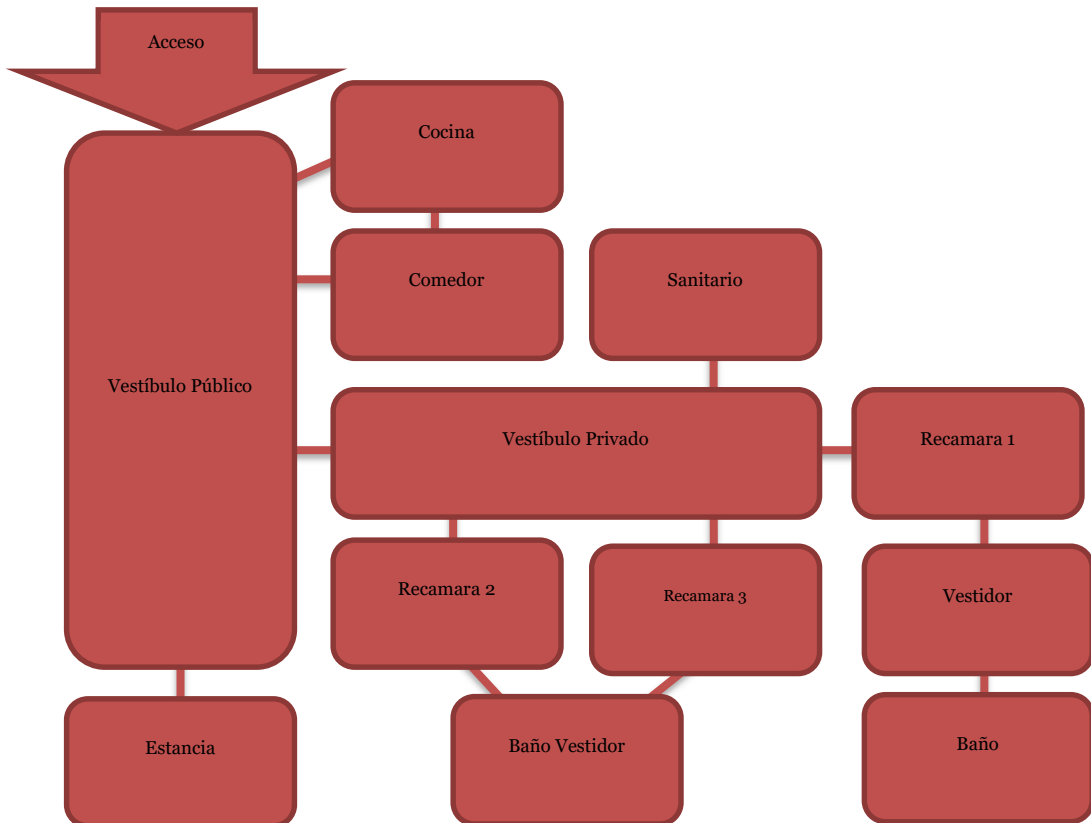 Acceso
Cocina
Comedor
Sanitario
Vestíbulo Público
Vestíbulo Privado
Recamara 1
Recamara 2
Recamara 3
Vestidor
Estancia
Baño Vestidor
Baño